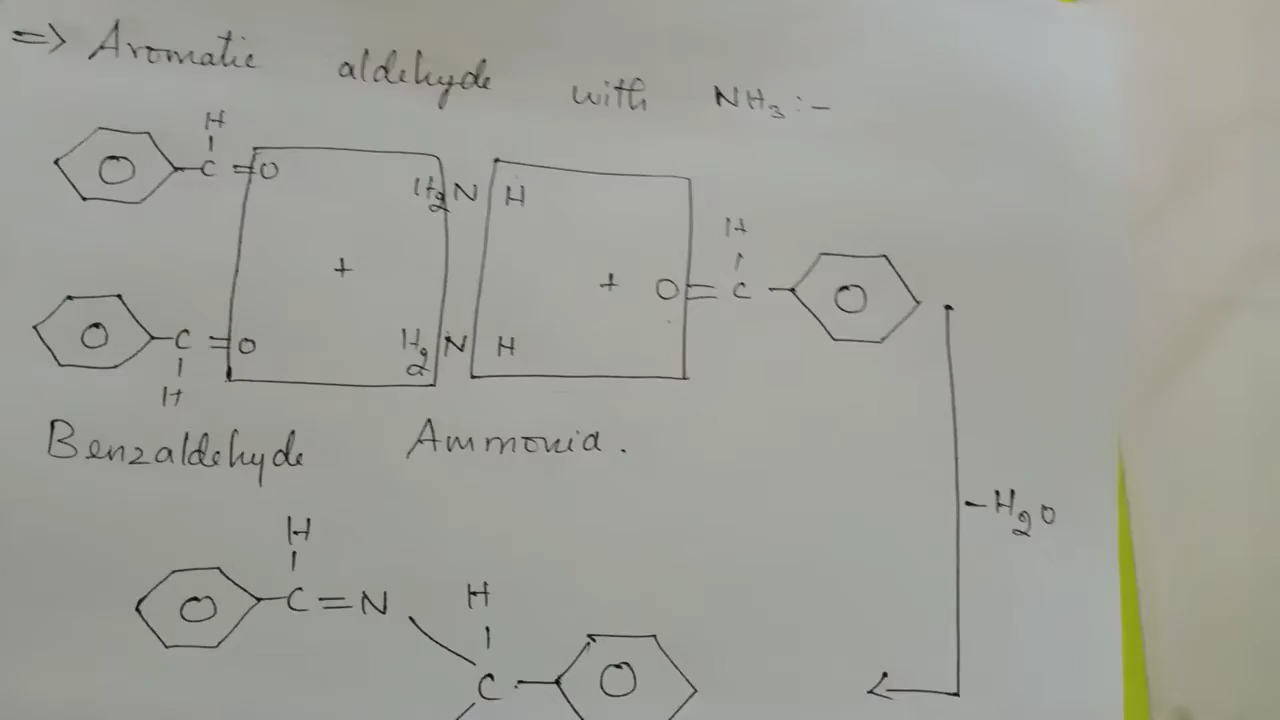 => Aromatic aldehyde with NH3 :-
H
C=O H2N H
H
+ + O=C
C=O H2N H
H
Benzaldehyde Ammonia.
-H2O
H
C=N H
C